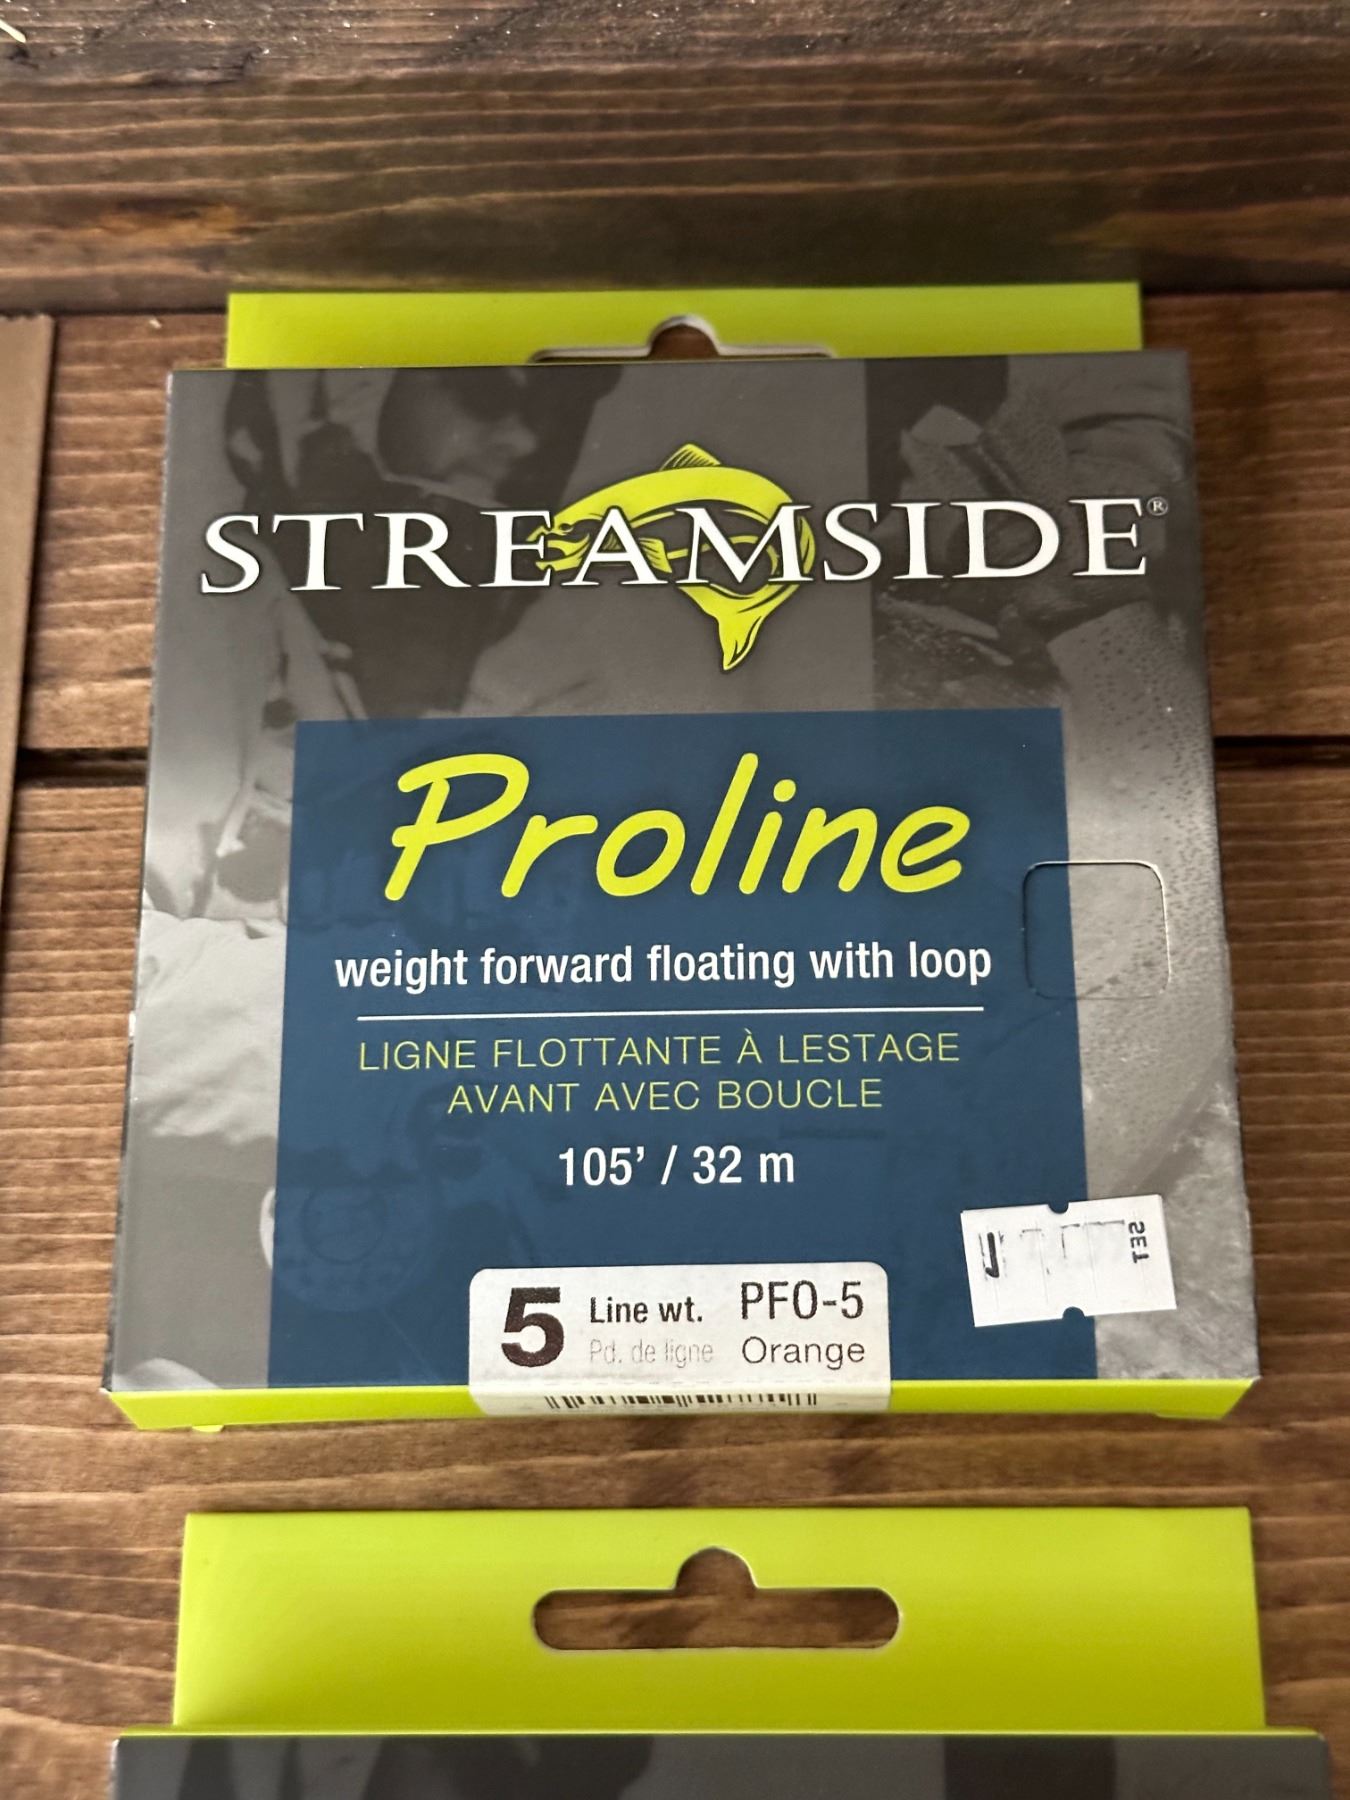 STREAMSIDE®
Proline
weight forward floating with loop
LIGNE FLOTTANTE À LESTAGE
AVANT AVEC BOUCLE
105’ / 32 m
5 Line wt. PFO-5
Pd. de ligne Orange
SET